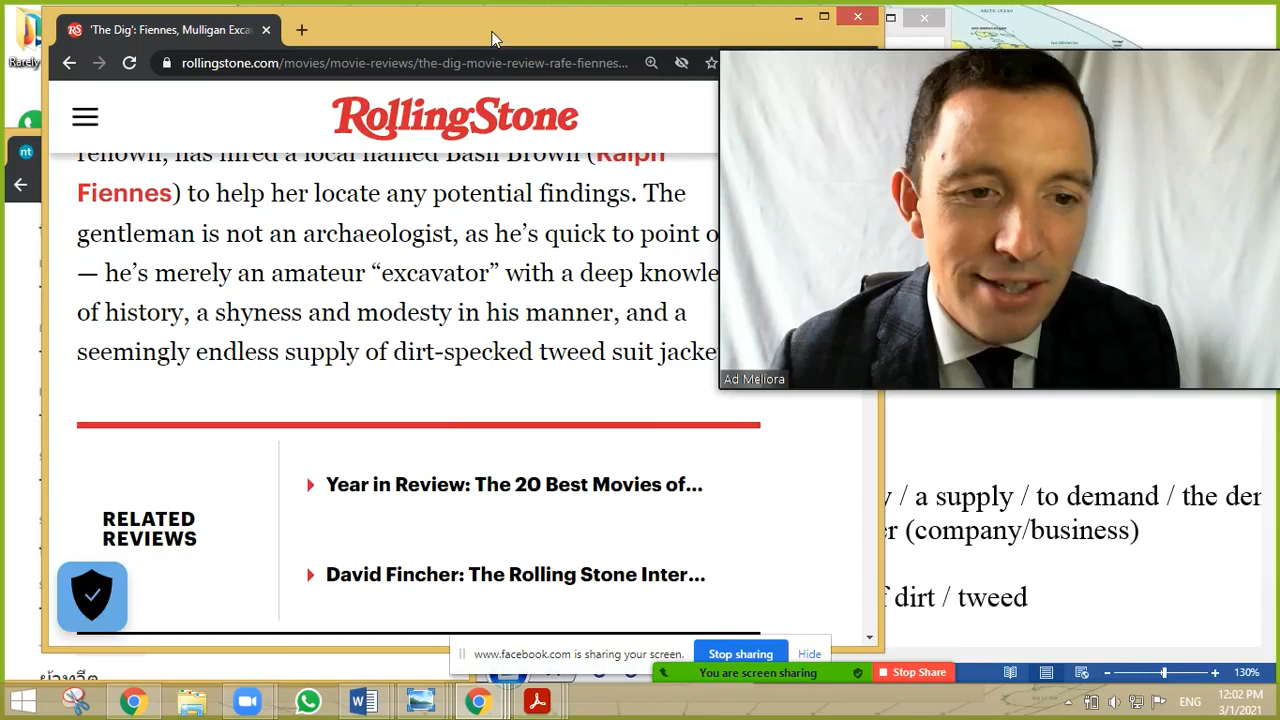 Rarely
'The Dig': Fiennes, Mulligan Exca
rollingstone.com/movies/movie-reviews/the-dig-movie-review-rafe-fiennes...
RollingStone
renown, has hired a local named Bash Brown (Ralph
Fiennes) to help her locate any potential findings. The
gentleman is not an archaeologist, as he's quick to point o
— he's merely an amateur “excavator” with a deep knowle
of history, a shyness and modesty in his manner, and a
seemingly endless supply of dirt-specked tweed suit jacke
Ad Meliora
RELATED
REVIEWS
Year in Review: The 20 Best Movies of...
David Fincher: The Rolling Stone Inter...
y / a supply / to demand / the den
er (company/business)
f dirt / tweed
www.facebook.com is sharing your screen.
Stop sharing
Hide
You are screen sharing
Stop Share
130%
nt
ENG
12:02 PM
3/1/2021